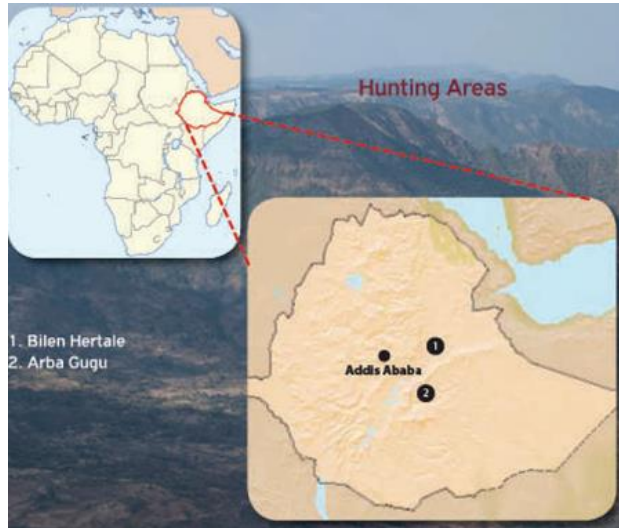 Hunting Areas
1. Bilen Hertale
2. Arba Gugu
1
Addis Ababa
2